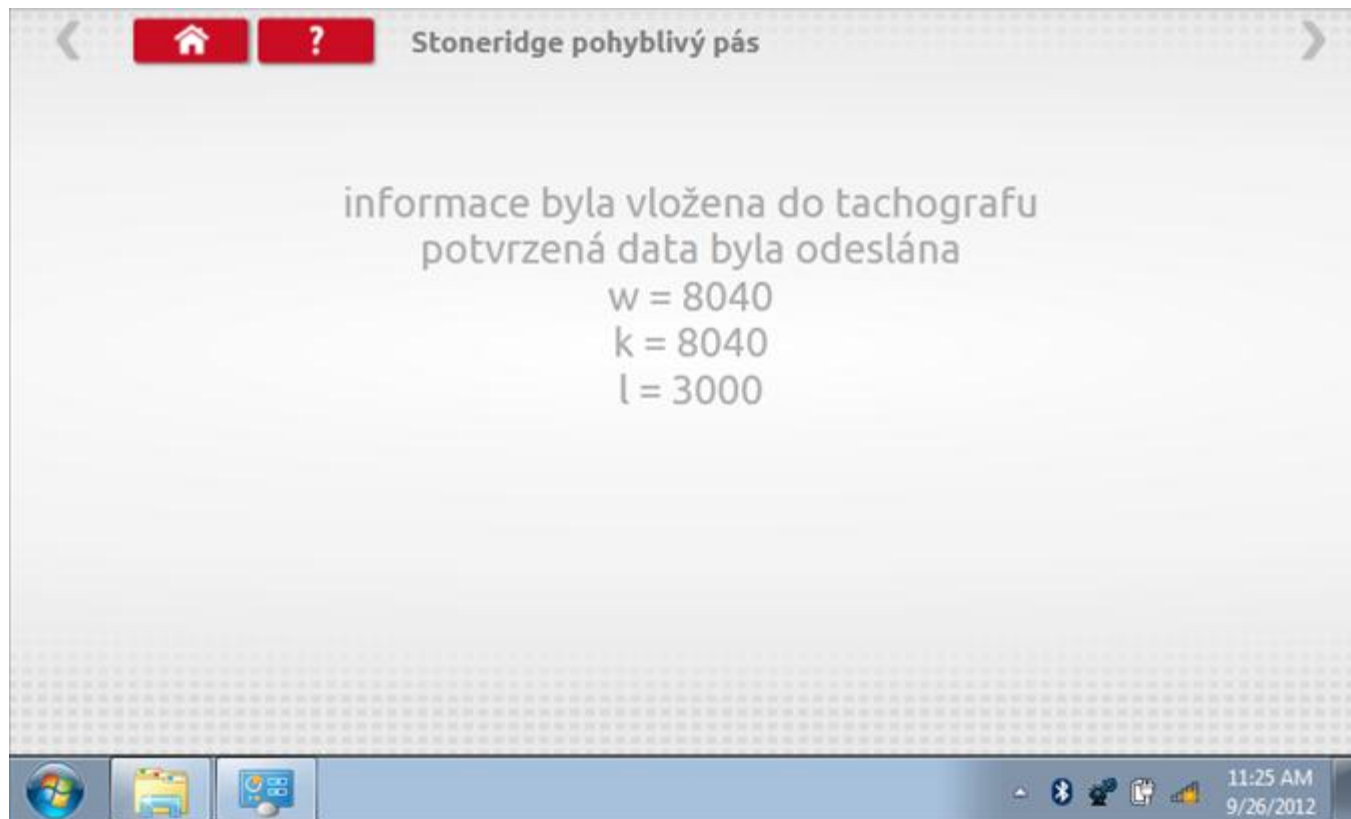 ? Stoneridge pohyblivý pás
informace byla vložena do tachografu
potvrzená data byla odeslána
w = 8040
k = 8040
l = 3000
11:25 AM
9/26/2012